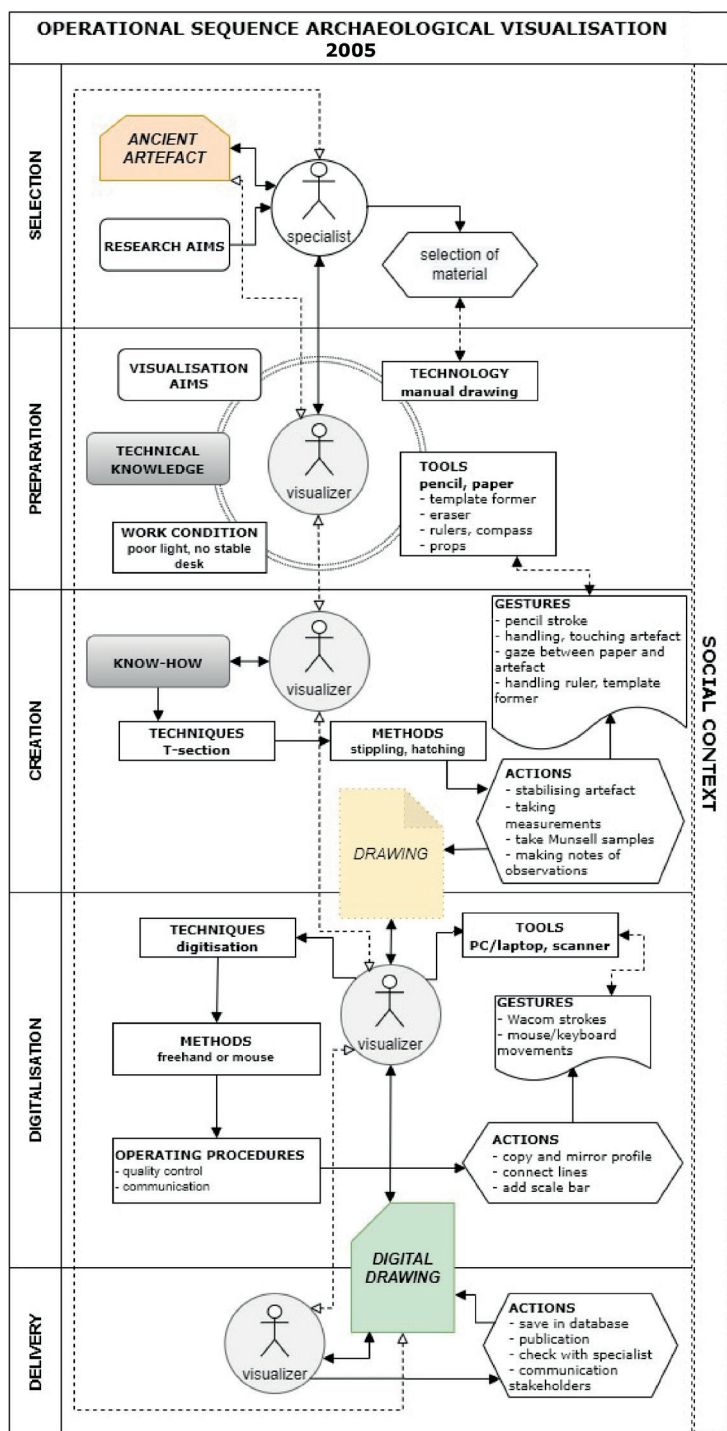 OPERATIONAL SEQUENCE ARCHAEOLOGICAL VISUALISATION
2005
SELECTION
ANCIENT
ARTEFACT
RESEARCH AIMS
specialist
selection of
material
PREPARATION
VISUALISATION
AIMS
TECHNOLOGY
manual drawing
TECHNICAL
KNOWLEDGE
visualizer
TOOLS
pencil, paper
- template former
- eraser
- rulers, compass
- props
WORK CONDITION
poor light, no stable
desk
CREATION
KNOW-HOW
visualizer
GESTURES
- pencil stroke
- handling, touching artefact
- gaze between paper and
artefact
- handling ruler, template
former
TECHNIQUES
T-section
METHODS
stippling, hatching
ACTIONS
- stabilising artefact
- taking
measurements
- take Munsell samples
- making notes of
observations
DRAWING
DIGITALISATION
TECHNIQUES
digitisation
TOOLS
PC/laptop, scanner
visualizer
GESTURES
- Wacom strokes
- mouse/keyboard
movements
METHODS
freehand or mouse
OPERATING PROCEDURES
- quality control
- communication
ACTIONS
- copy and mirror profile
- connect lines
- add scale bar
DIGITAL
DRAWING
DELIVERY
visualizer
ACTIONS
- save in database
- publication
- check with specialist
- communication
stakeholders
SOCIAL CONTEXT